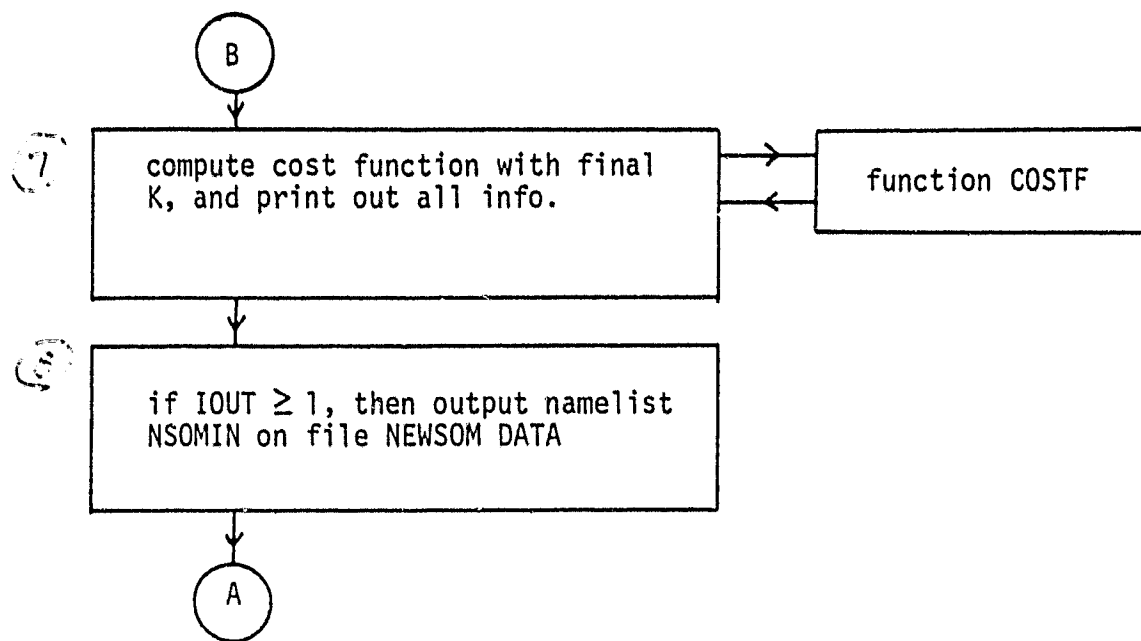 B
7
compute cost function with final
K, and print out all info.
function COSTF
if IOUT ≥ 1, then output namelist
NSOMIN on file NEWSOM DATA
A